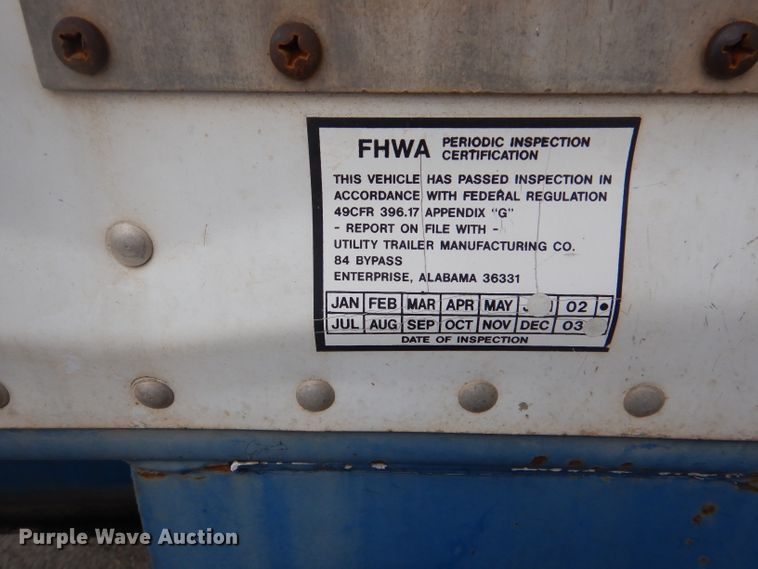 FHWA PERIODIC INSPECTION CERTIFICATION
THIS VEHICLE HAS PASSED INSPECTION IN
ACCORDANCE WITH FEDERAL REGULATION
49CFR 396.17 APPENDIX "G"
- REPORT ON FILE WITH -
UTILITY TRAILER MANUFACTURING CO.
84 BYPASS
ENTERPRISE, ALABAMA 36331
JAN FEB MAR APR MAY 02
JUL AUG SEP OCT NOV DEC 03
DATE OF INSPECTION
Purple Wave Auction